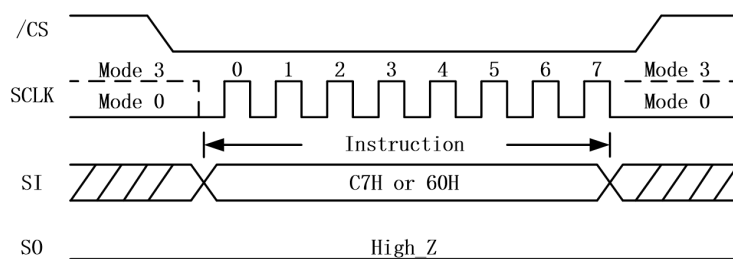 /CS
Mode 3 0 1 2 3 4 5 6 7 Mode 3
SCLK
Mode 0 Mode 0
Instruction
SI C7H or 60H
SO High_Z